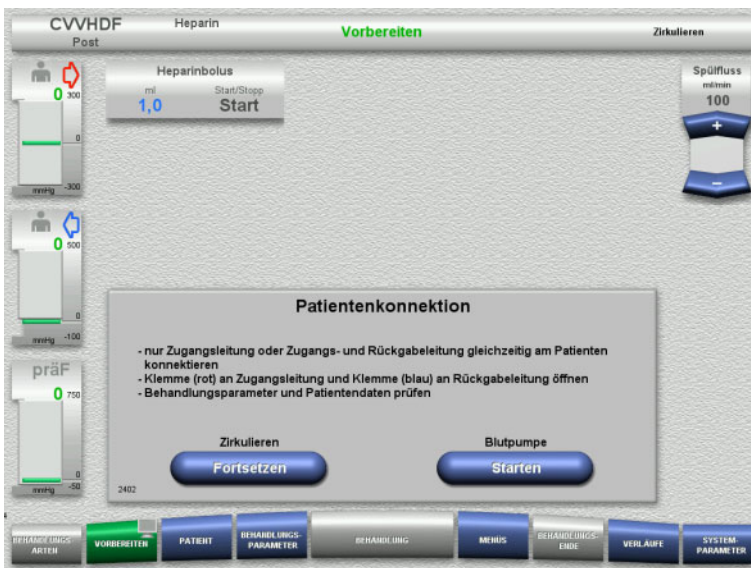 CVVHDF
Post
Heparin
Vorbereiten
Zirkulieren
0
300
0
mmHg
-300
Heparinbolus
ml
Start/Stopp
1,0
Start
Spülfluss
ml/min
100
+
−
0
500
0
mmHg
-100
präF
0
750
0
mmHg
-50
Patientenkonnektion
- nur Zugangsleitung oder Zugangs- und Rückgabeleitung gleichzeitig am Patienten
konnektieren
- Klemme (rot) an Zugangsleitung und Klemme (blau) an Rückgabeleitung öffnen
- Behandlungsparameter und Patientendaten prüfen
Zirkulieren
Fortsetzen
Blutpumpe
Starten
2402
BEHANDLUNGS-
ARTEN
VORBEREITEN
PATIENT
BEHANDLUNGS-
PARAMETER
BEHANDLUNG
MENÜS
BEHANDLUNGS-
ENDE
VERLÄUFE
SYSTEM-
PARAMETER